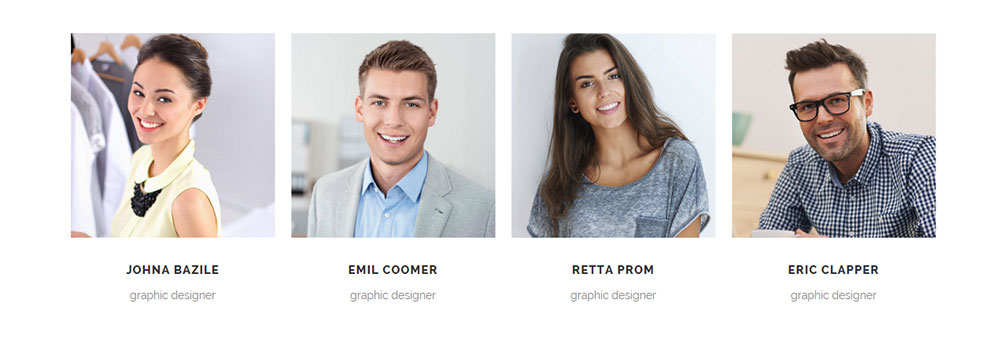 JOHNA BAZILE
graphic designer
EMIL COOMER
graphic designer
RETTA PROM
graphic designer
ERIC CLAPPER
graphic designer